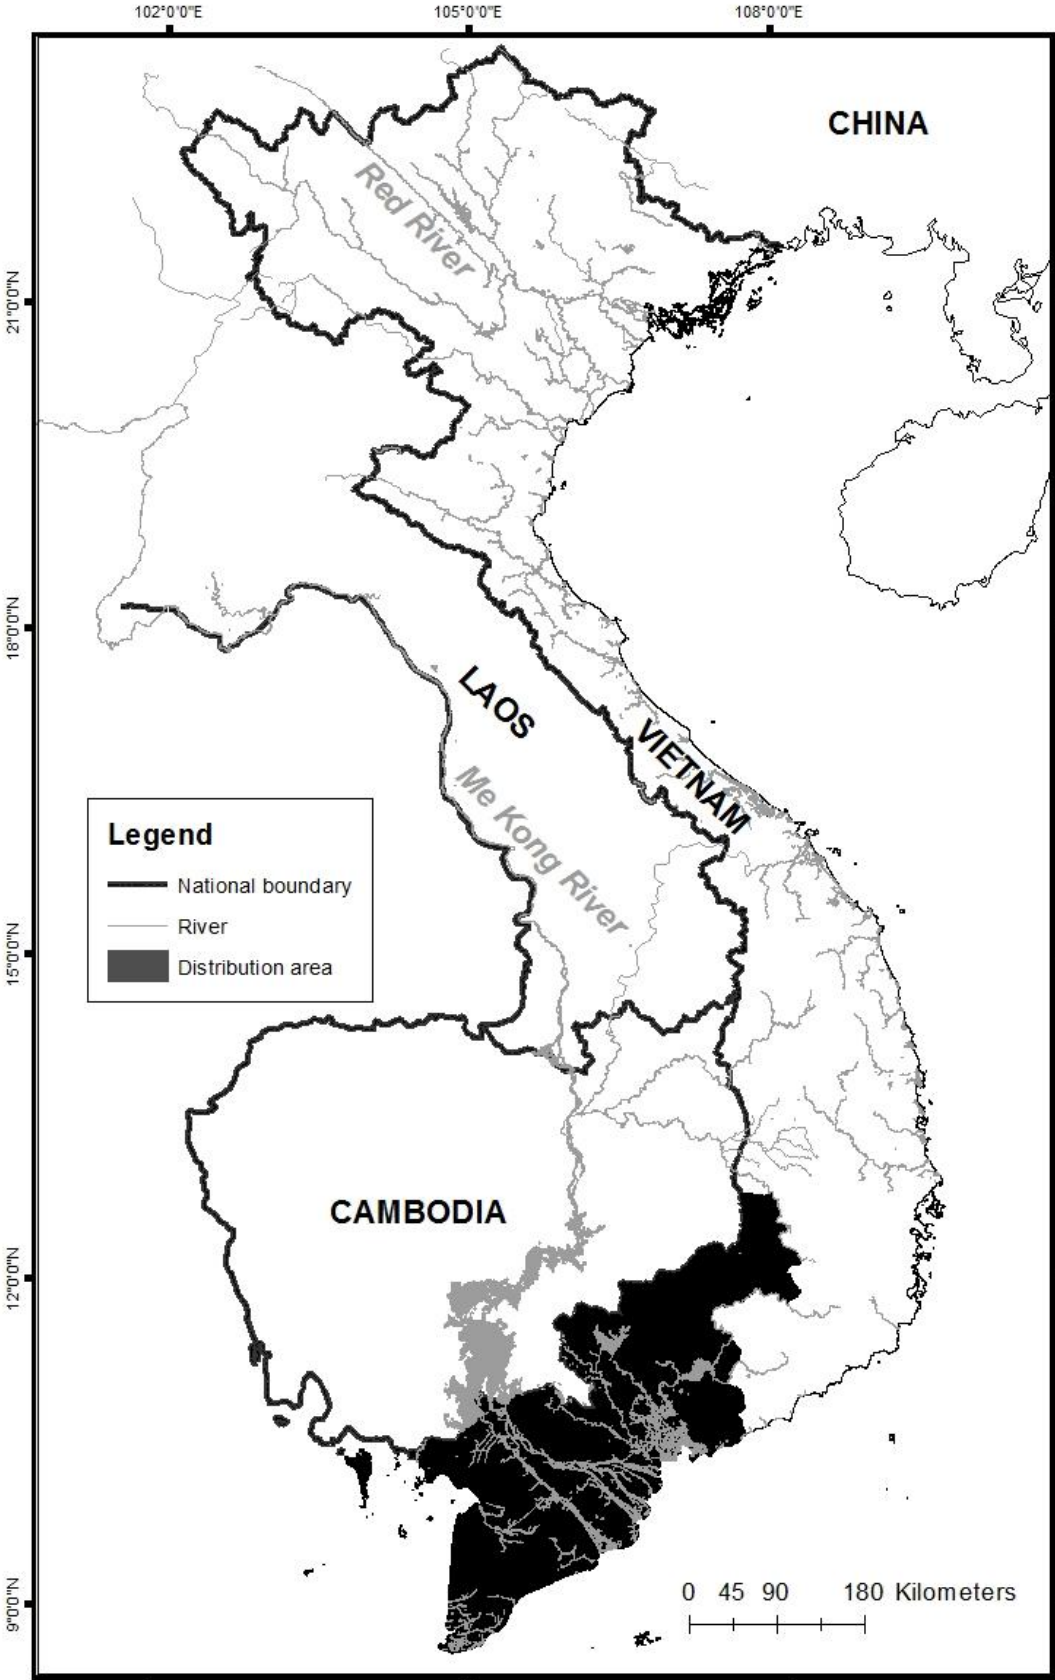 102°0'0"E 105°0'0"E 108°0'0"E
CHINA
Red River
21°0'0"N
18°0'0"N
LAOS
VIETNAM
Me Kong River
Legend
National boundary
River
Distribution area
15°0'0"N
CAMBODIA
12°0'0"N
9°0'0"N
0 45 90 180 Kilometers